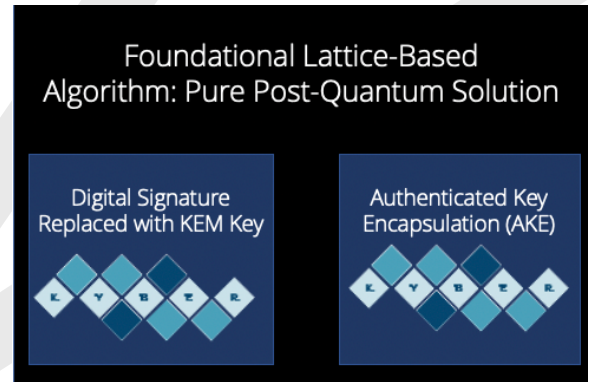 Foundational Lattice-Based
Algorithm: Pure Post-Quantum Solution
Digital Signature
Replaced with KEM Key
K Y B E R
Authenticated Key
Encapsulation (AKE)
K Y B E R